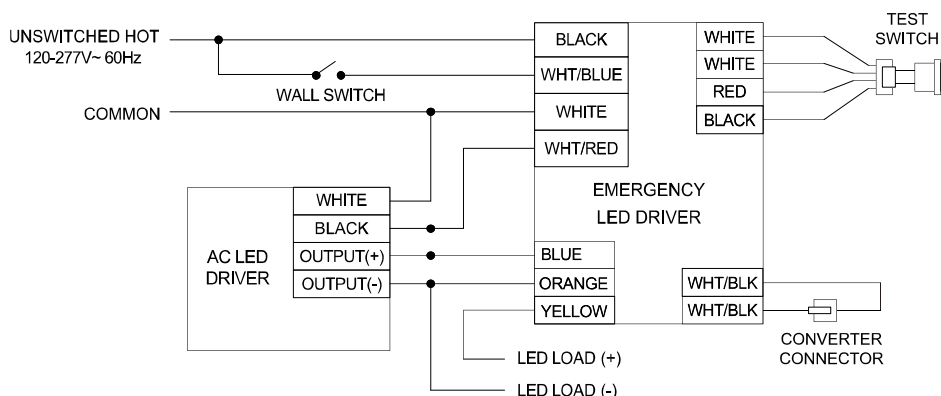 UNSWITCHED HOT
120-277V~ 60Hz
WALL SWITCH
COMMON
BLACK
WHT/BLUE
WHITE
WHT/RED
WHITE
WHITE
RED
BLACK
TEST
SWITCH
EMERGENCY
LED DRIVER
AC LED
DRIVER
WHITE
BLACK
OUTPUT(+)
OUTPUT(-)
BLUE
ORANGE
YELLOW
WHT/BLK
WHT/BLK
CONVERTER
CONNECTOR
LED LOAD (+)
LED LOAD (-)